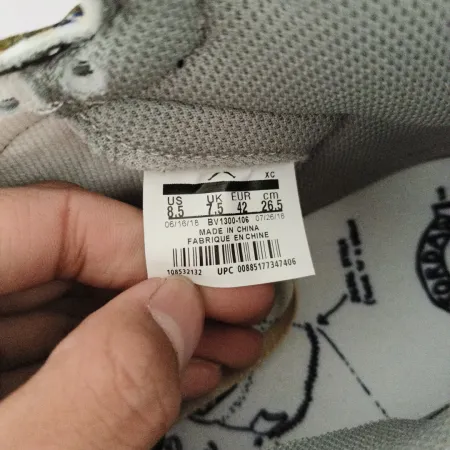 XC
US UK EUR cm
8.5 7.5 42 26.5
06/16/18 BV1300-106 07/26/18
MADE IN CHINA
FABRIQUE EN CHINE
108532132 UPC 00885177347406
JORDAN